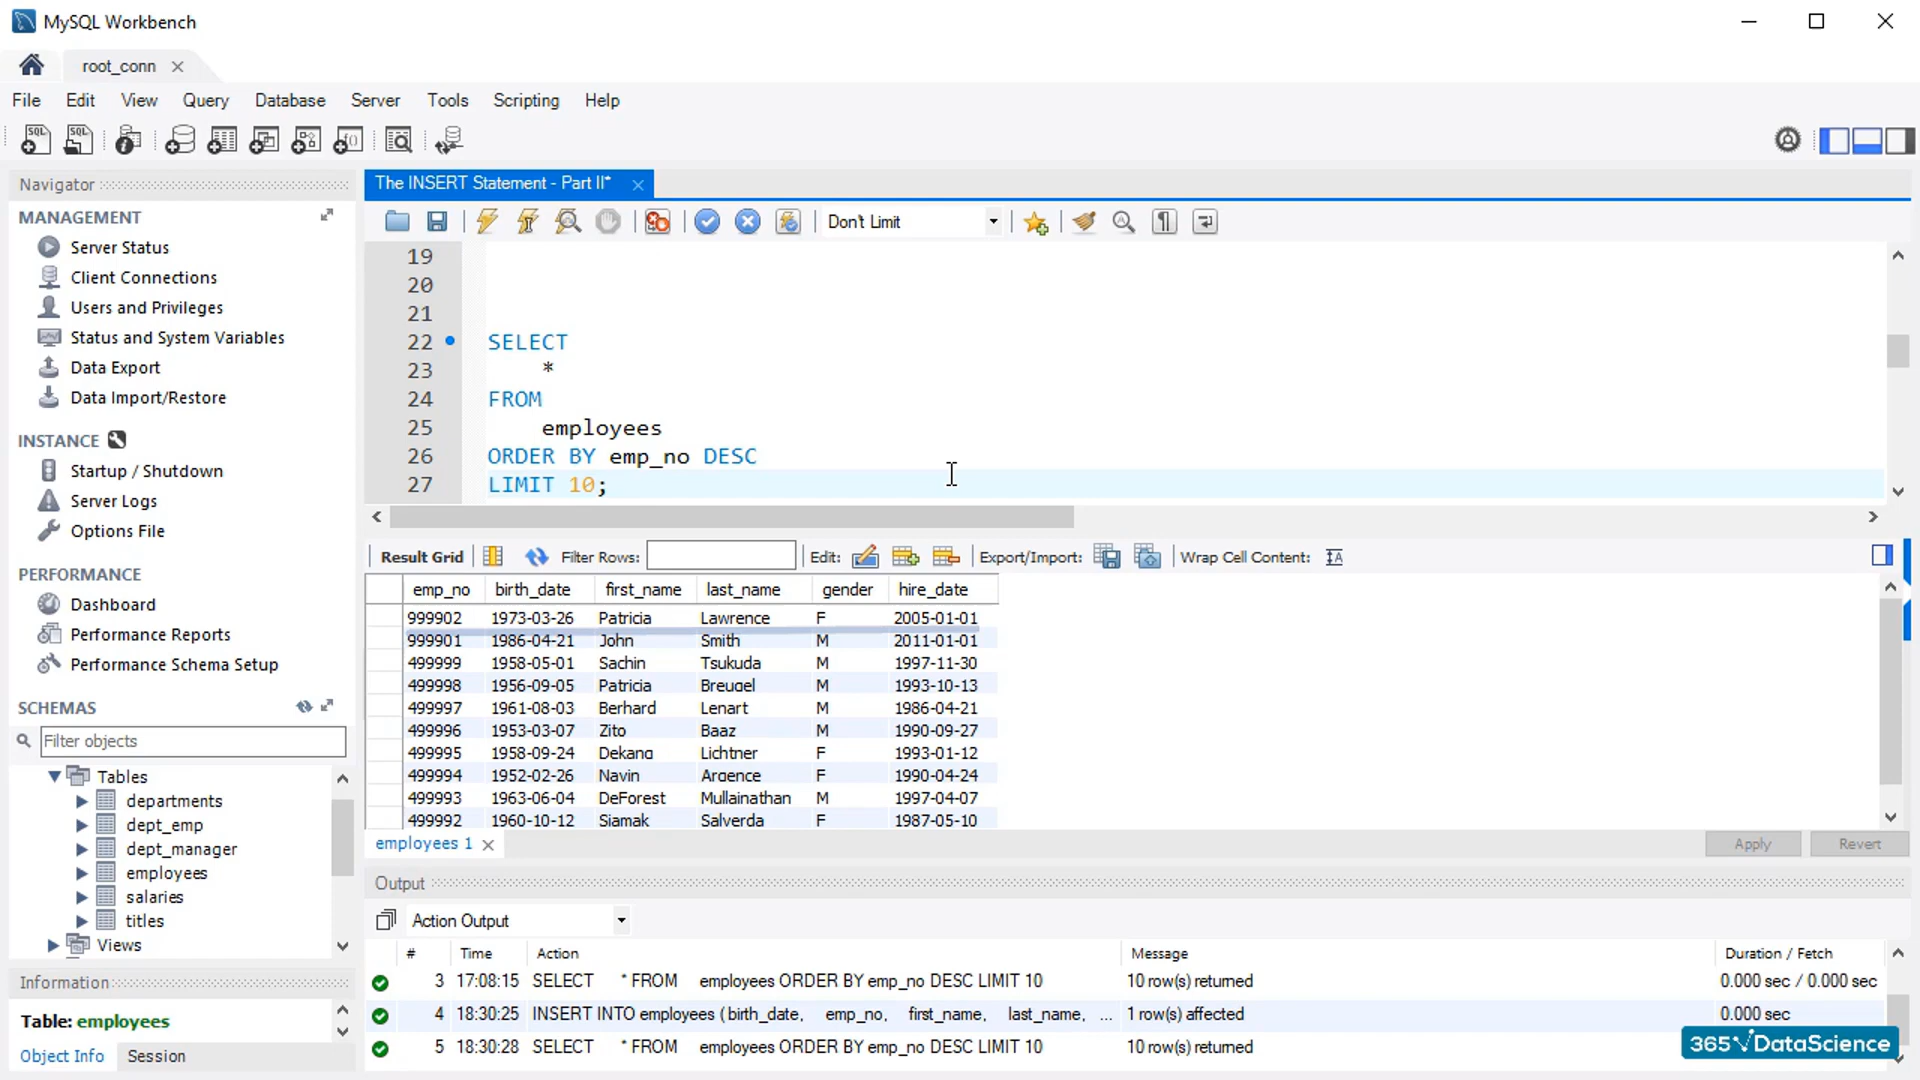 MySQL Workbench
root_conn
File Edit View Query Database Server Tools Scripting Help
Navigator
MANAGEMENT
Server Status
Client Connections
Users and Privileges
Status and System Variables
Data Export
Data Import/Restore
INSTANCE
Startup / Shutdown
Server Logs
Options File
PERFORMANCE
Dashboard
Performance Reports
Performance Schema Setup
SCHEMAS
Filter objects
Tables
departments
dept_emp
dept_manager
employees
salaries
titles
Views
Information
Table: employees
Object Info Session
The INSERT Statement - Part II*
Don't Limit
19
20
21
22 SELECT
23 *
24 FROM
25 employees
26 ORDER BY emp_no DESC
27 LIMIT 10;
Result Grid Filter Rows: Edit: Export/Import: Wrap Cell Content:
emp_no birth_date first_name last_name gender hire_date
999902 1973-03-26 Patricia Lawrence F 2005-01-01
999901 1986-04-21 John Smith M 2011-01-01
499999 1958-05-01 Sachin Tsukuda M 1997-11-30
499998 1956-09-05 Patricia Breugel M 1993-10-13
499997 1961-08-03 Berhard Lenart M 1986-04-21
499996 1953-03-07 Zito Baaz M 1990-09-27
499995 1958-09-24 Dekang Lichtner F 1993-01-12
499994 1952-02-26 Navin Argence F 1990-04-24
499993 1963-06-04 DeForest Mullainathan M 1997-04-07
499992 1960-10-12 Siamak Salverda F 1987-05-10
employees 1
Apply Revert
Output
Action Output
# Time Action Message Duration / Fetch
3 17:08:15 SELECT * FROM employees ORDER BY emp_no DESC LIMIT 10 10 row(s) returned 0.000 sec / 0.000 sec
4 18:30:25 INSERT INTO employees ( birth_date, emp_no, first_name, last_name, ... 1 row(s) affected 0.000 sec
5 18:30:28 SELECT * FROM employees ORDER BY emp_no DESC LIMIT 10 10 row(s) returned
365√DataScience